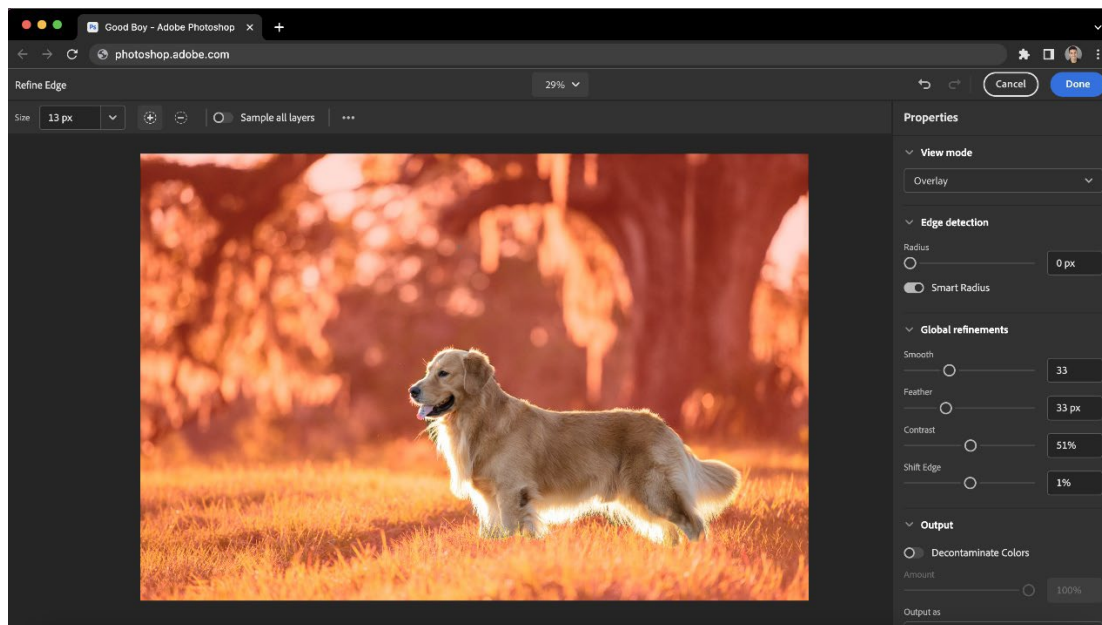 Ps Good Boy - Adobe Photoshop
photoshop.adobe.com
Refine Edge
29%
Cancel
Done
Size
13 px
Sample all layers
Properties
View mode
Overlay
Edge detection
Radius
0 px
Smart Radius
Global refinements
Smooth
33
Feather
33 px
Contrast
51%
Shift Edge
1%
Output
Decontaminate Colors
Amount
100%
Output as